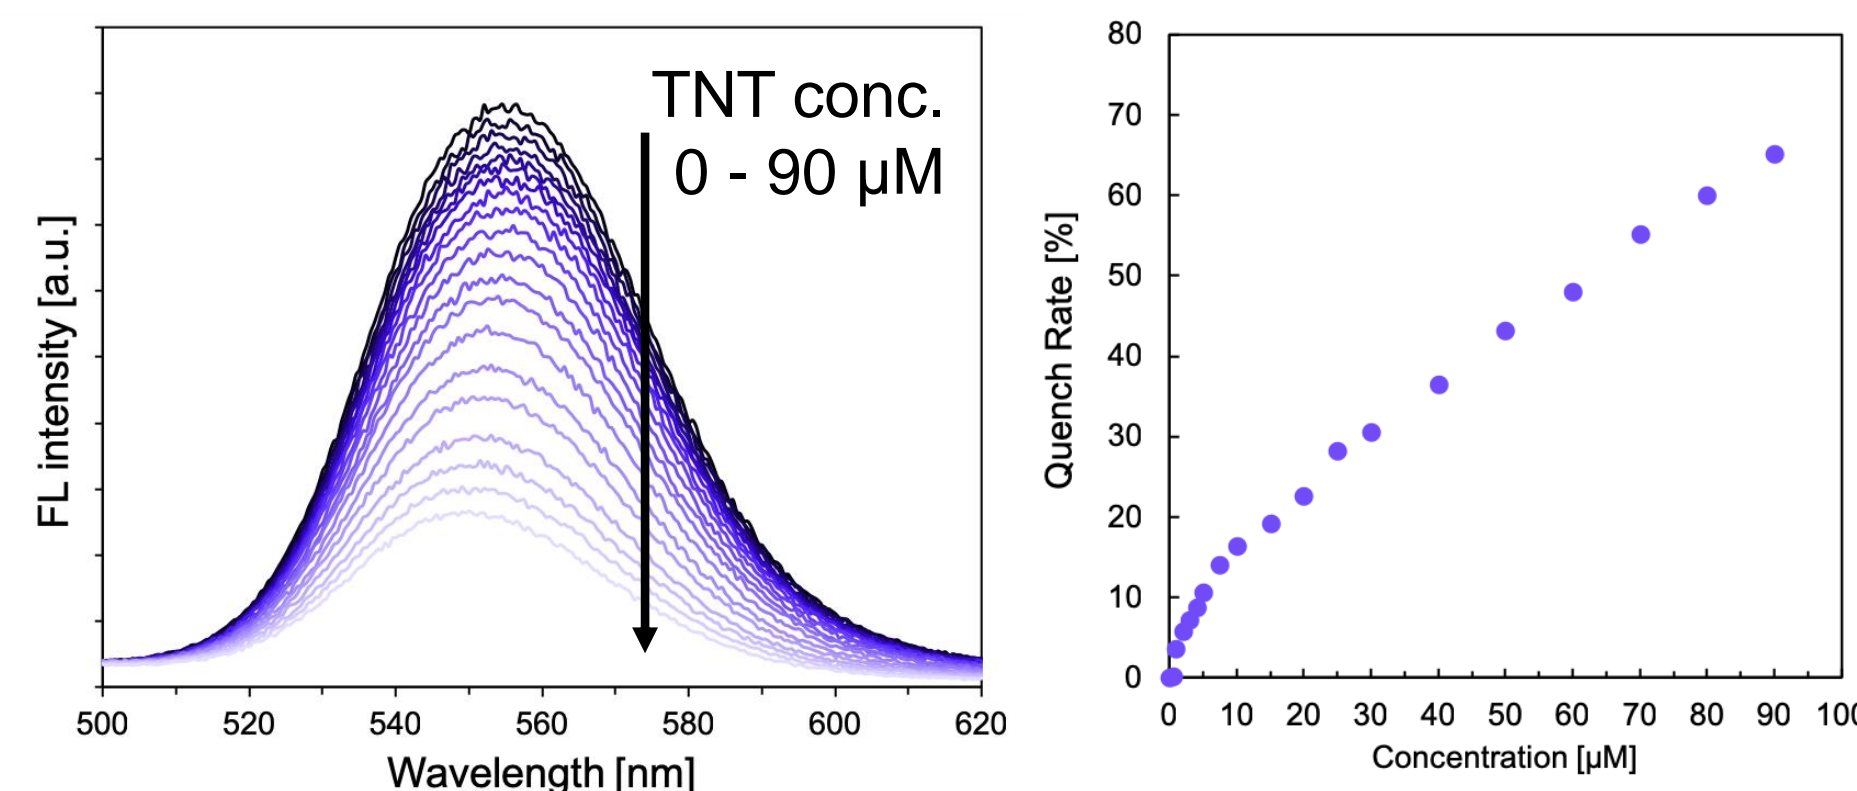 TNT conc.
0 - 90 µM
FL intensity [a.u.]
500 520 540 560 580 600 620
Wavelength [nm]
80
70
60
50
40
30
20
10
0
Quench Rate [%]
0 10 20 30 40 50 60 70 80 90 100
Concentration [µM]